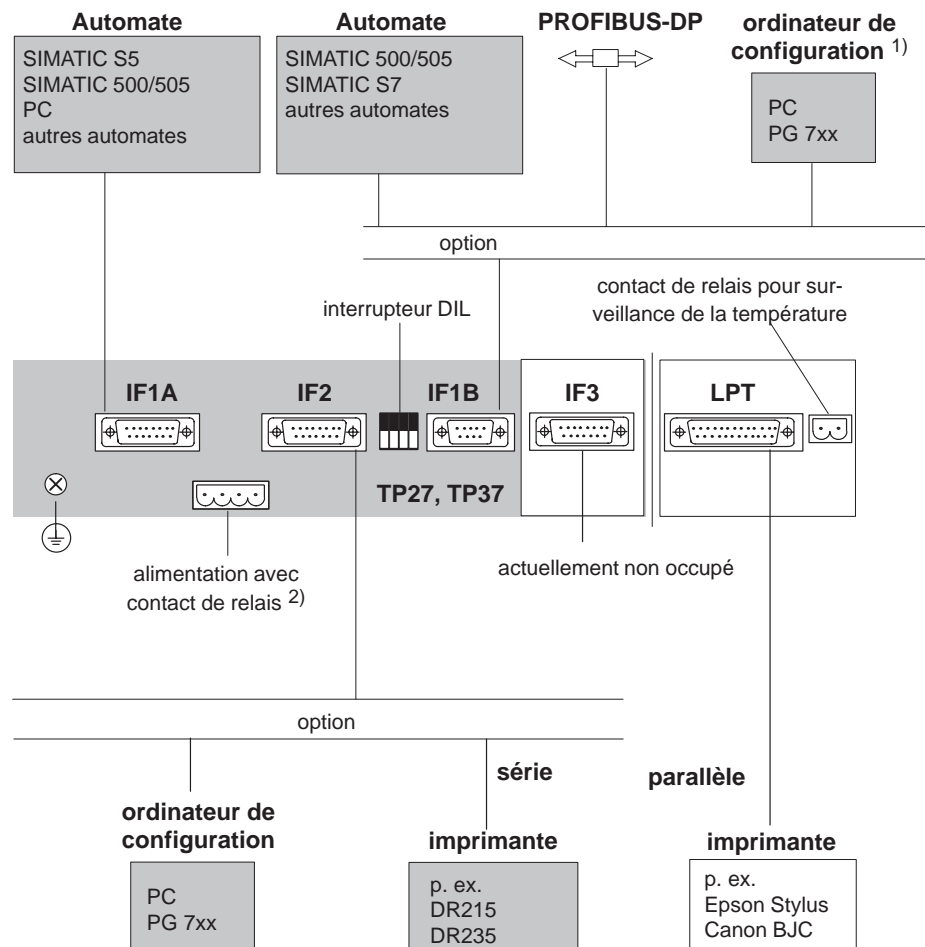 Automate
SIMATIC S5
SIMATIC 500/505
PC
autres automates
Automate
SIMATIC 500/505
SIMATIC S7
autres automates
PROFIBUS-DP
ordinateur de
configuration 1)
PC
PG 7xx
option
interrupteur DIL
contact de relais pour sur-
veillance de la température
IF1A
IF2
IF1B
IF3
LPT
TP27, TP37
alimentation avec
contact de relais 2)
actuellement non occupé
option
série
parallèle
ordinateur de
configuration
PC
PG 7xx
imprimante
p. ex.
DR215
DR235
imprimante
p. ex.
Epson Stylus
Canon BJC